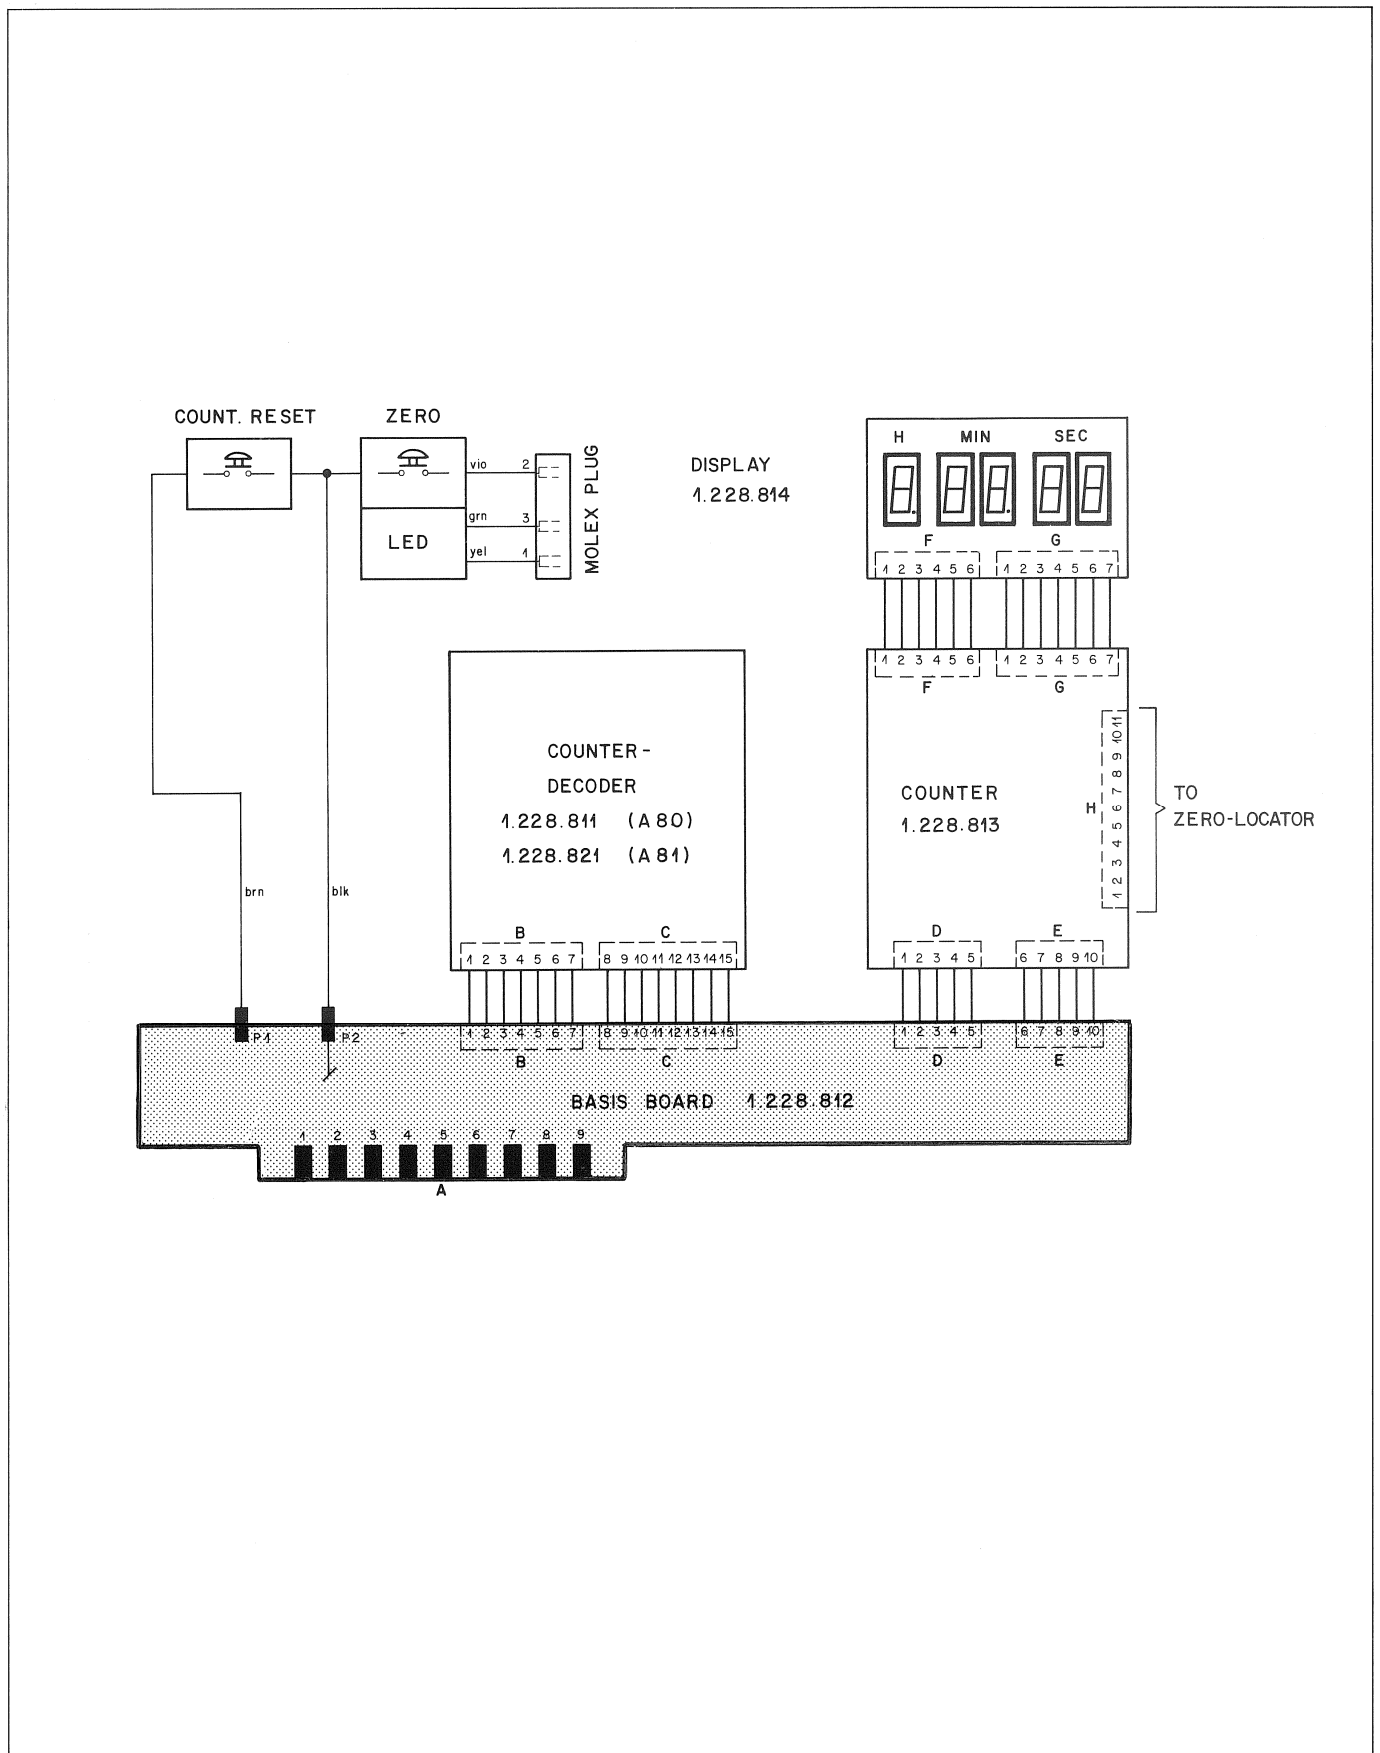 COUNT. RESET
ZERO
LED
vio 2
grn 3
yel 1
MOLEX PLUG
DISPLAY
1.228.814
H MIN SEC
8. 8 8. 8 8
F G
1 2 3 4 5 6 1 2 3 4 5 6 7
1 2 3 4 5 6 1 2 3 4 5 6 7
F G
COUNTER-
DECODER
1.228.811 (A80)
1.228.821 (A81)
COUNTER
1.228.813
H
1 2 3 4 5 6 7 8 9 10 11
TO
ZERO-LOCATOR
brn
blk
B C
1 2 3 4 5 6 7 8 9 10 11 12 13 14 15
D E
1 2 3 4 5 6 7 8 9 10
P1
P2
1 2 3 4 5 6 7 8 9 10 11 12 13 14 15
B C
1 2 3 4 5 6 7 8 9 10
D E
BASIS BOARD 1.228.812
1 2 3 4 5 6 7 8 9
A